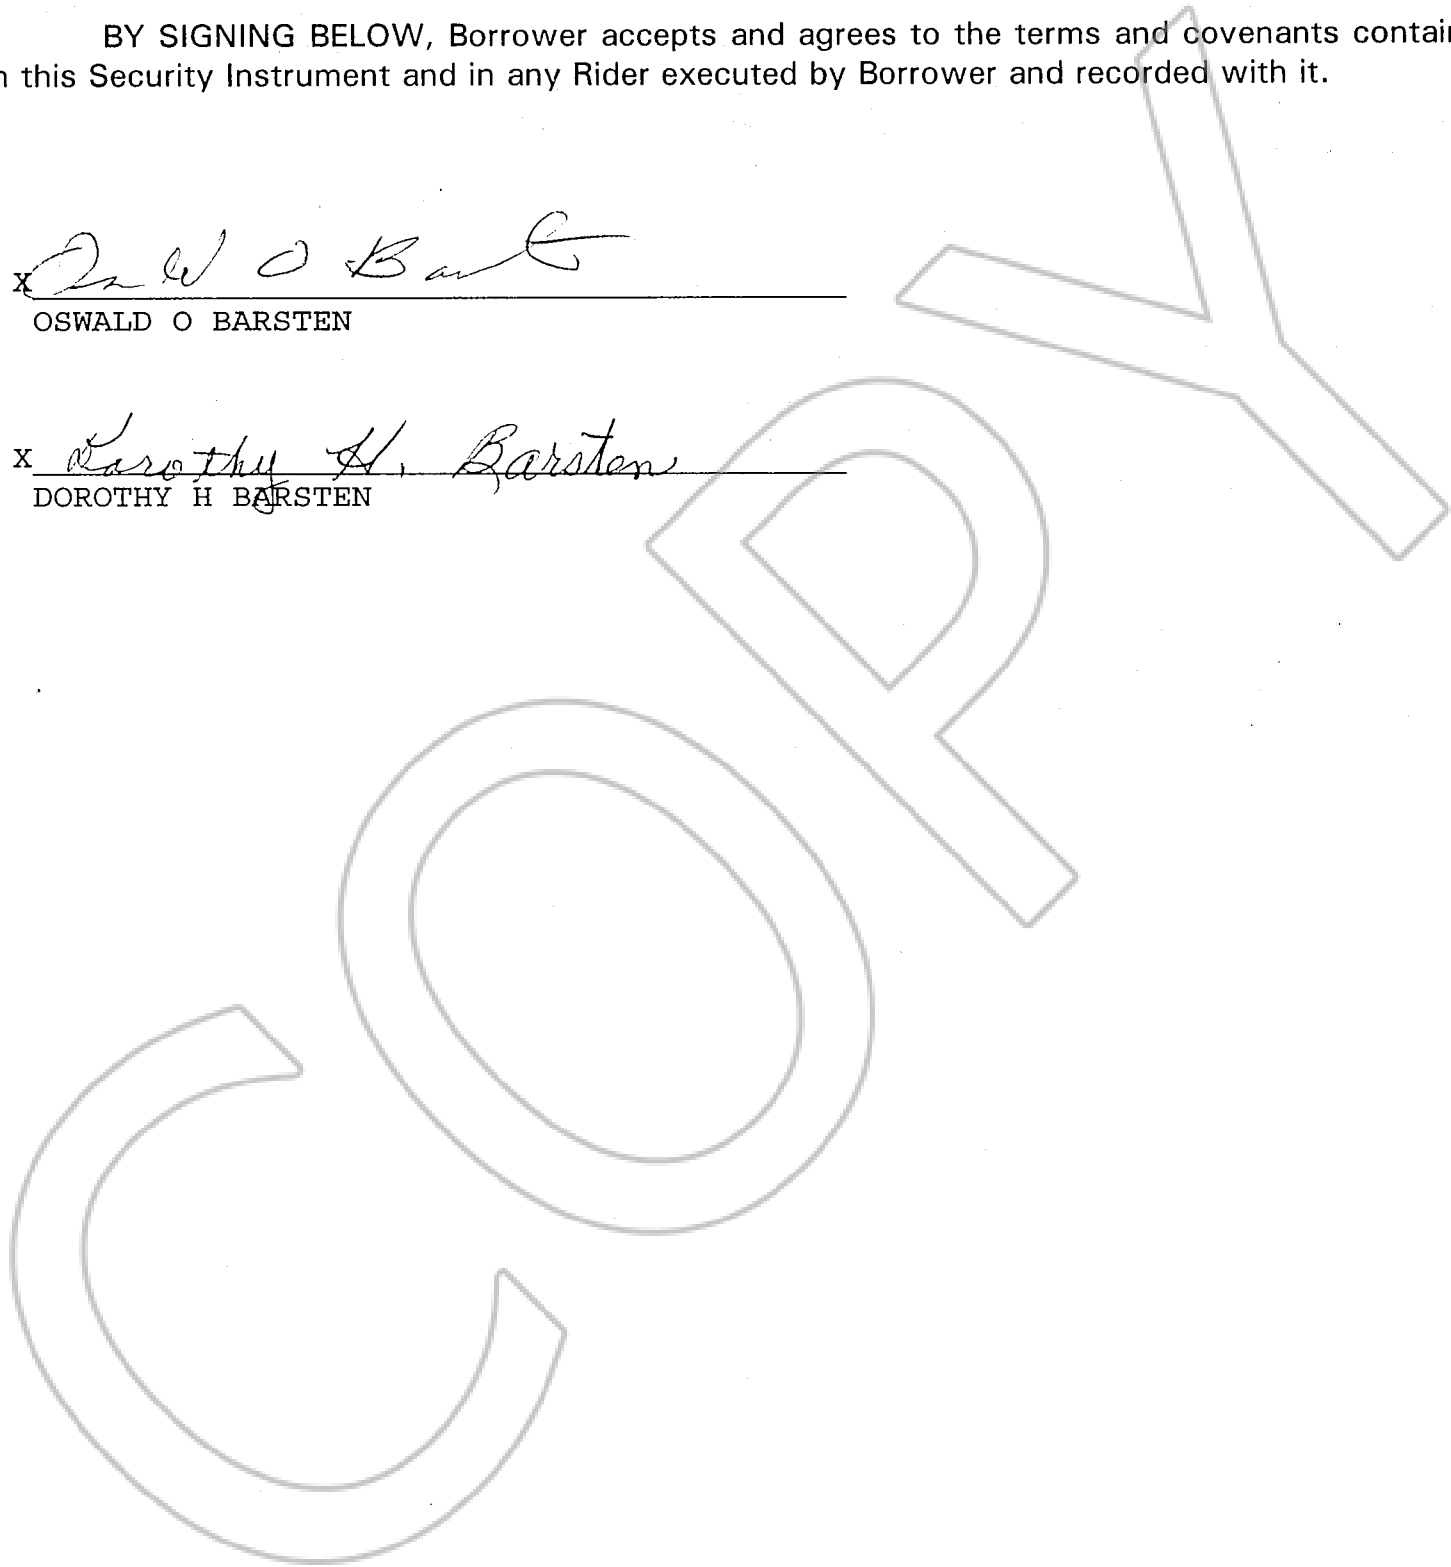 BY SIGNING BELOW, Borrower accepts and agrees to the terms and covenants contai
this Security Instrument and in any Rider executed by Borrower and recorded with it.
X O B
OSWALD O BARSTEN
X Dorothy H. Barsten
DOROTHY H BARSTEN
COPY